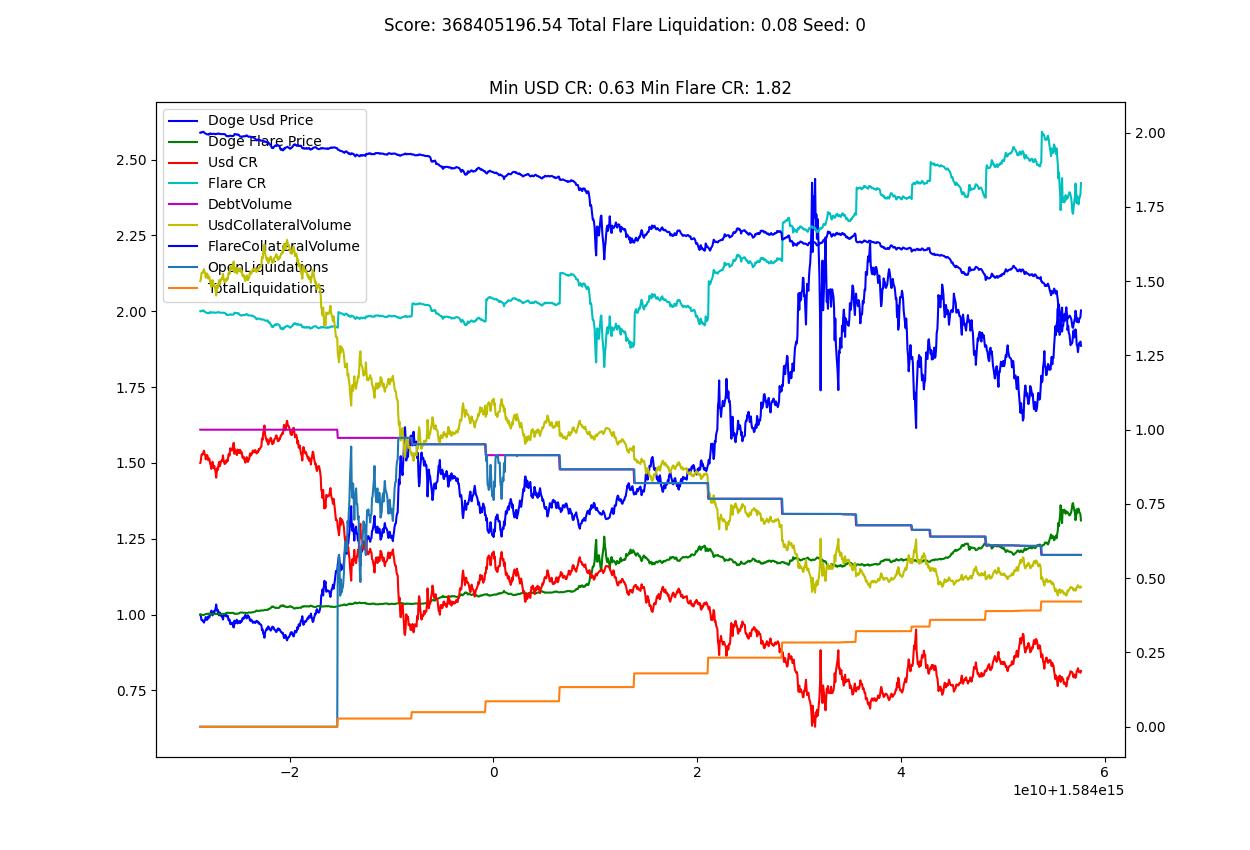 Score: 368405196.54 Total Flare Liquidation: 0.08 Seed: 0
Min USD CR: 0.63 Min Flare CR: 1.82
Doge Usd Price
Doge Flare Price
Usd CR
Flare CR
DebtVolume
UsdCollateralVolume
FlareCollateralVolume
OpenLiquidations
TotalLiquidations
2.50
2.25
2.00
1.75
1.50
1.25
1.00
0.75
2.00
1.75
1.50
1.25
1.00
0.75
0.50
0.25
0.00
−2
0
2
4
6
1e10+1.584e15